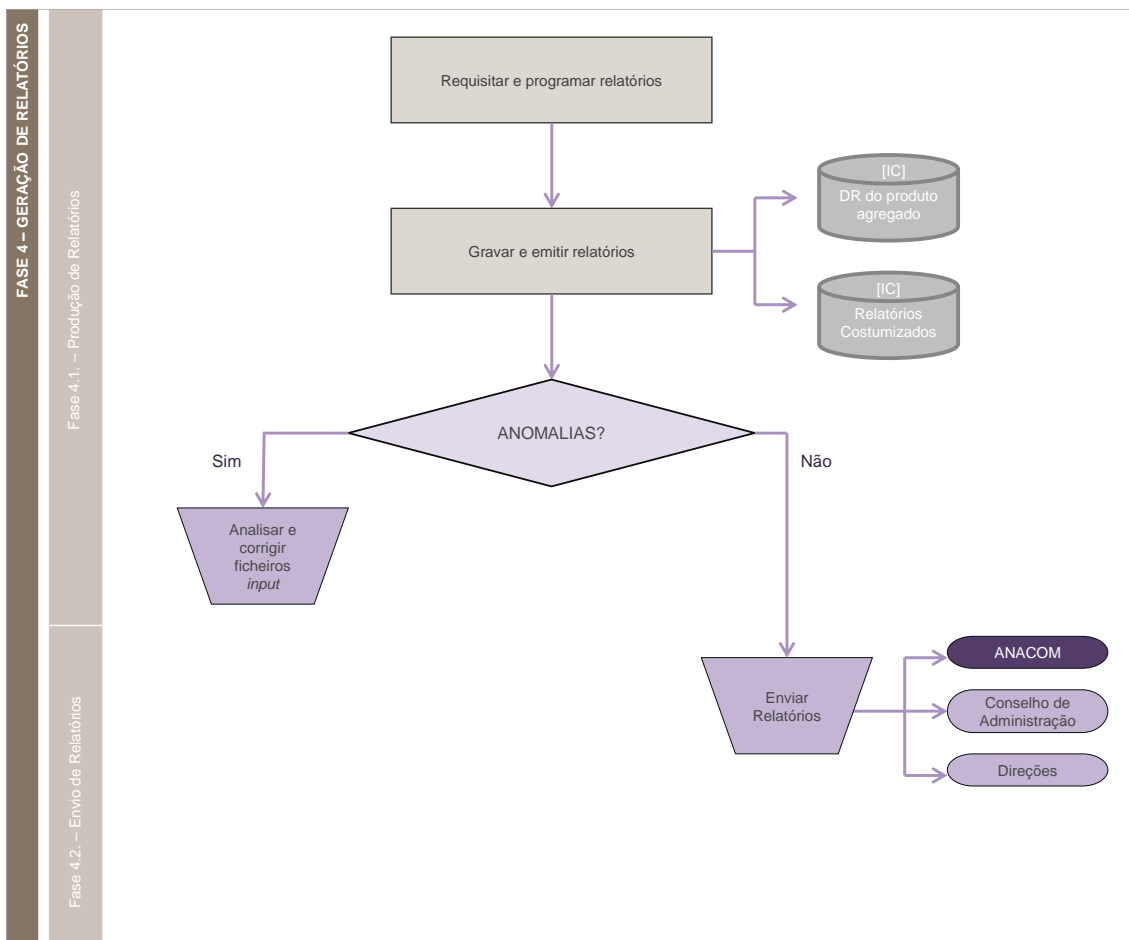 FASE 4 – GERAÇÃO DE RELATÓRIOS
Fase 4.1. – Produção de Relatórios
Requisitar e programar relatórios
[IC]
DR do produto
agregado
Gravar e emitir relatórios
[IC]
Relatórios
Costumizados
ANOMALIAS?
Sim
Não
Analisar e
corrigir
ficheiros
input
Fase 4.2. – Envio de Relatórios
Enviar
Relatórios
ANACOM
Conselho de
Administração
Direções